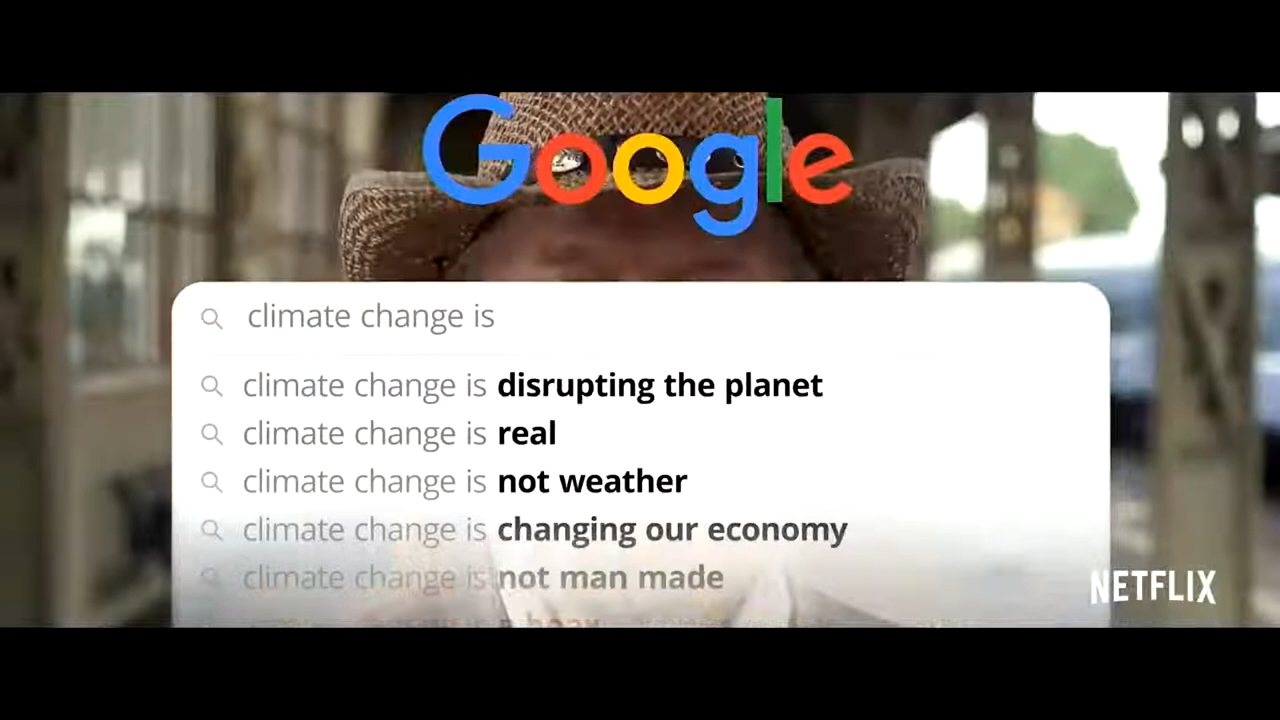 Google
climate change is
climate change is disrupting the planet
climate change is real
climate change is not weather
climate change is changing our economy
climate change is not man made
NETFLIX